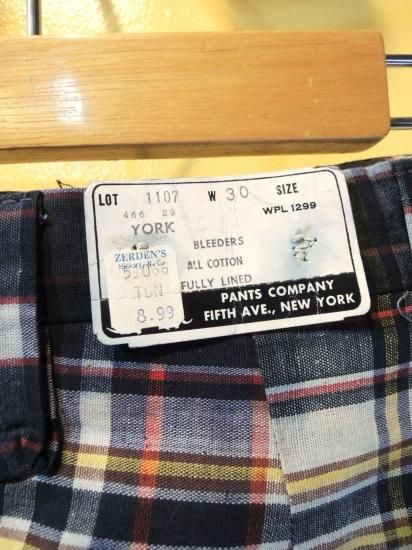 LOT 1107 W 30 SIZE
466 29 WPL 1299
YORK
BLEEDERS
ZERDEN'S
Hickory, N.C.
ALL COTTON
FULLY LINED
8.99
PANTS COMPANY
FIFTH AVE., NEW YORK